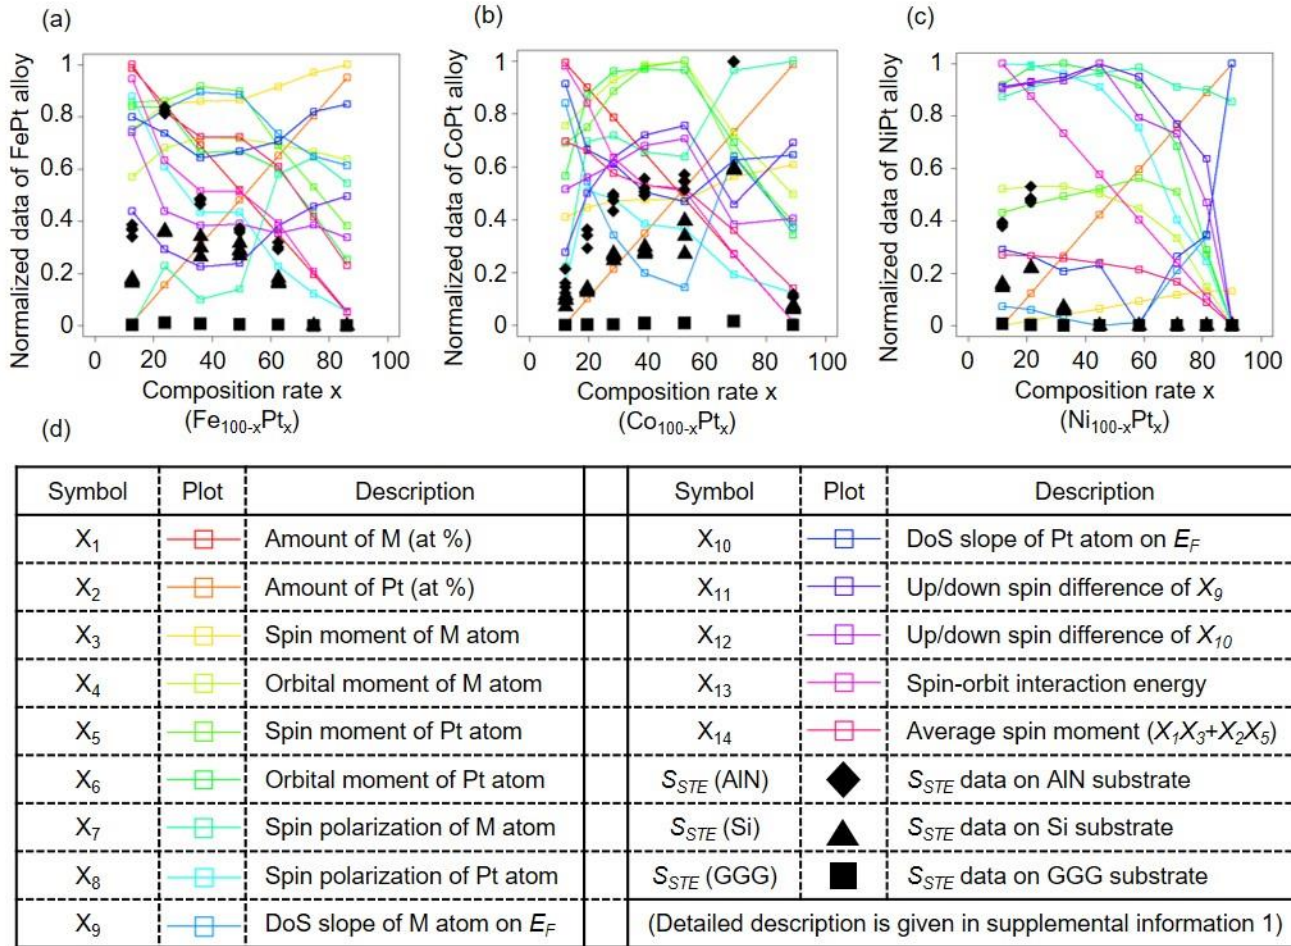 (a)
Normalized data of FePt alloy
1
0.8
0.6
0.4
0.2
0
0 20 40 60 80 100
Composition rate x
(Fe100-xPtx)
(b)
Normalized data of CoPt alloy
1
0.8
0.6
0.4
0.2
0
0 20 40 60 80 100
Composition rate x
(Co100-xPtx)
(c)
Normalized data of NiPt alloy
1
0.8
0.6
0.4
0.2
0
0 20 40 60 80 100
Composition rate x
(Ni100-xPtx)
(d)
Symbol Plot Description Symbol Plot Description
X1 Amount of M (at %) X10 DoS slope of Pt atom on EF
X2 Amount of Pt (at %) X11 Up/down spin difference of X9
X3 Spin moment of M atom X12 Up/down spin difference of X10
X4 Orbital moment of M atom X13 Spin-orbit interaction energy
X5 Spin moment of Pt atom X14 Average spin moment (X1X3+X2X5)
X6 Orbital moment of Pt atom SSTE (AlN) SSTE data on AlN substrate
X7 Spin polarization of M atom SSTE (Si) SSTE data on Si substrate
X8 Spin polarization of Pt atom SSTE (GGG) SSTE data on GGG substrate
X9 DoS slope of M atom on EF (Detailed description is given in supplemental information 1)